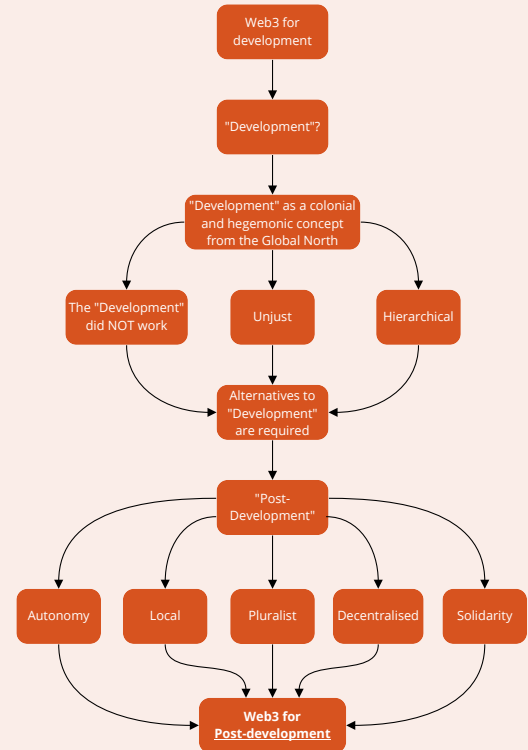 Web3 for
development
"Development"?
"Development" as a colonial
and hegemonic concept
from the Global North
The "Development"
did NOT work
Unjust
Hierarchical
Alternatives to
"Development"
are required
"Post-
Development"
Autonomy
Local
Pluralist
Decentralised
Solidarity
Web3 for
Post-development